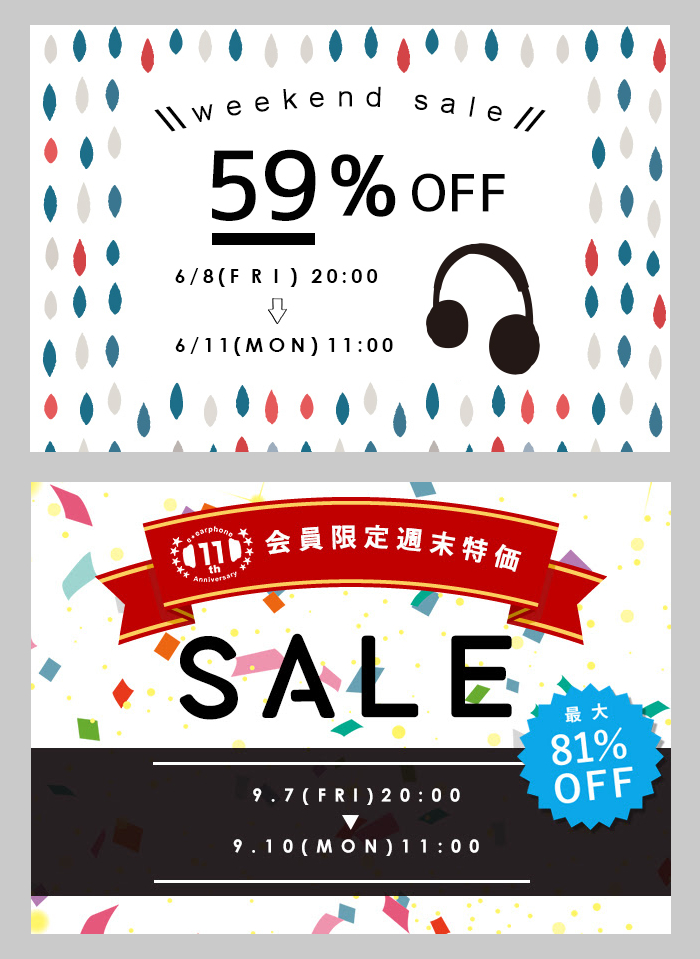 \\weekend sale//
59% OFF
6/8(FRI) 20:00
6/11(MON) 11:00
e☆earphone
11
th
Anniversary
会員限定週末特価
SALE
最大
81%
OFF
9.7(FRI)20:00
9.10(MON)11:00